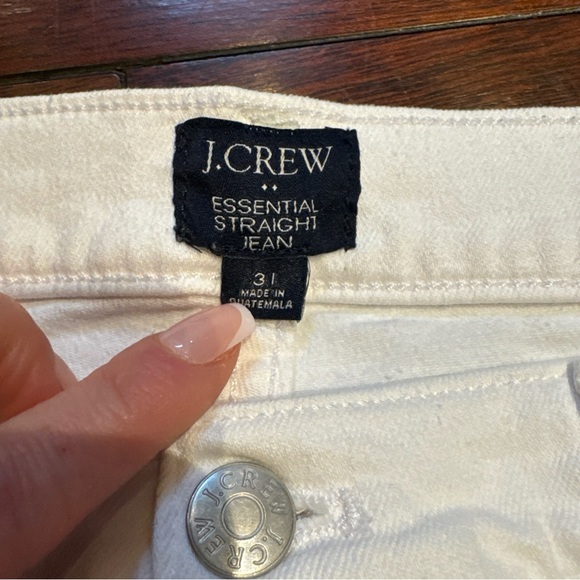 J.CREW
ESSENTIAL
STRAIGHT
JEAN
31
MADE IN
GUATEMALA
J.CREW J.CREW